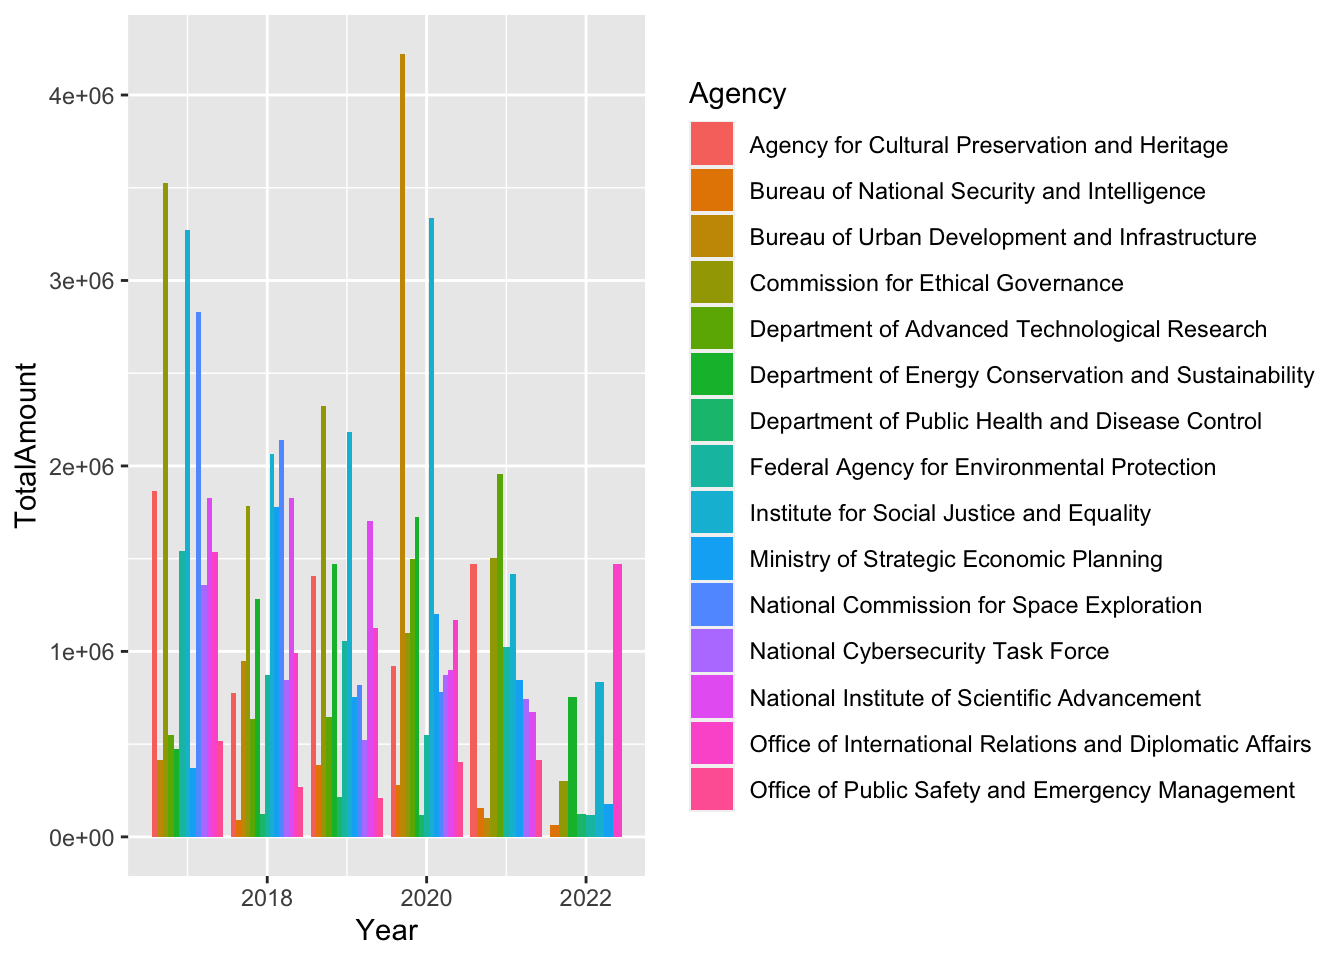 4e+06
3e+06
2e+06
1e+06
0e+00
TotalAmount
2018
2020
2022
Year
Agency
Agency for Cultural Preservation and Heritage
Bureau of National Security and Intelligence
Bureau of Urban Development and Infrastructure
Commission for Ethical Governance
Department of Advanced Technological Research
Department of Energy Conservation and Sustainability
Department of Public Health and Disease Control
Federal Agency for Environmental Protection
Institute for Social Justice and Equality
Ministry of Strategic Economic Planning
National Commission for Space Exploration
National Cybersecurity Task Force
National Institute of Scientific Advancement
Office of International Relations and Diplomatic Affairs
Office of Public Safety and Emergency Management